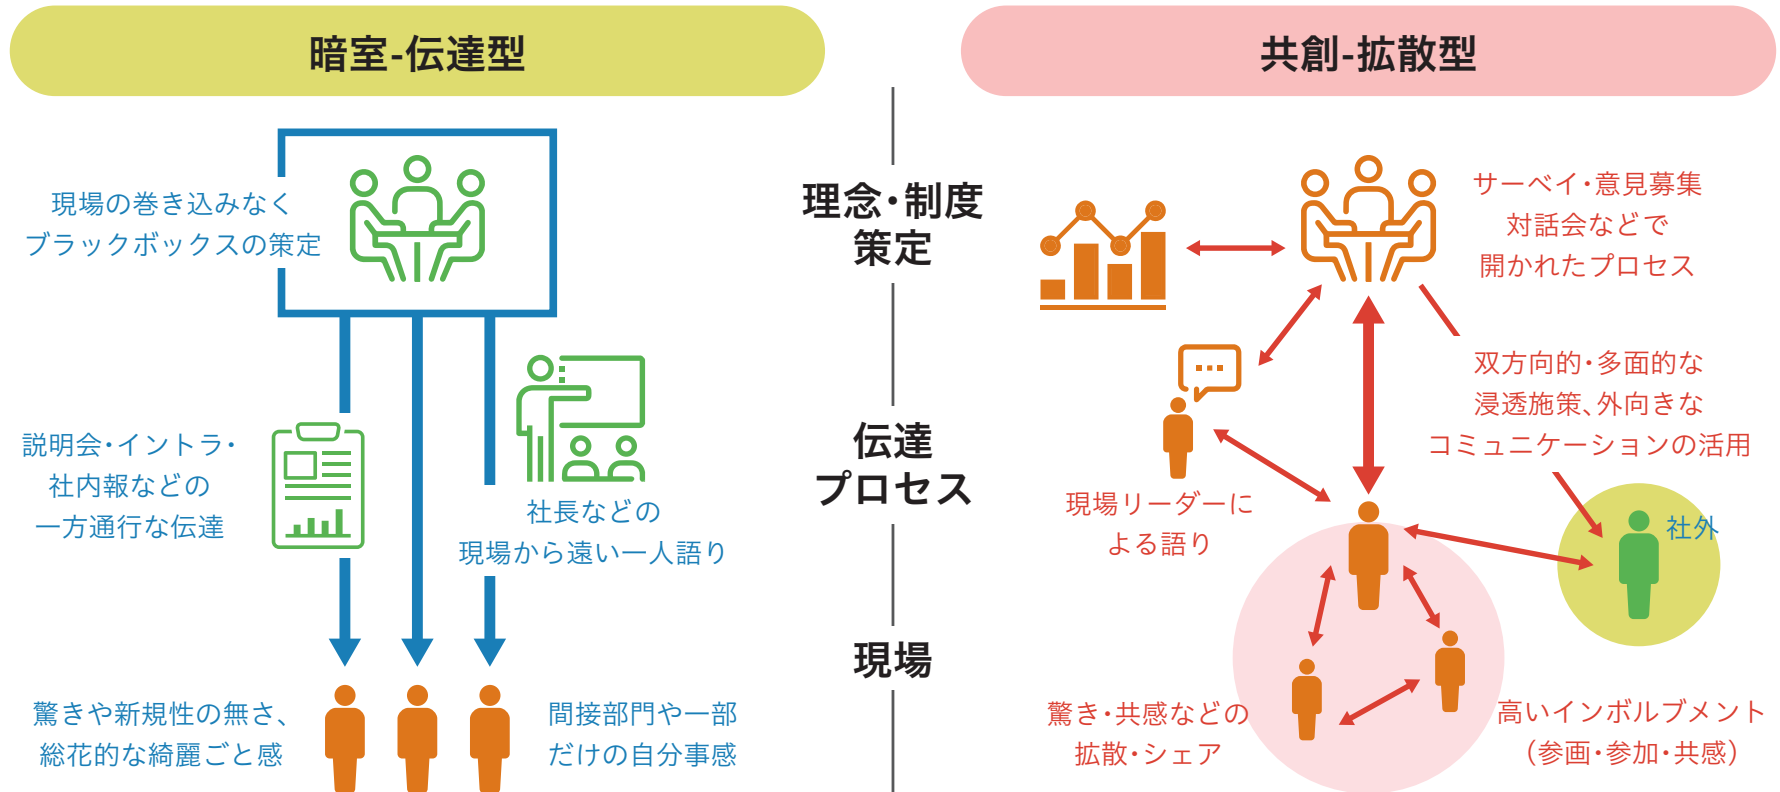 暗室-伝達型
共創-拡散型
現場の巻き込みなく
ブラックボックスの策定
理念・制度
策定
サーベイ・意見募集
対話会などで
開かれたプロセス
説明会・イントラ・
社内報などの
一方通行な伝達
社長などの
現場から遠い一人語り
伝達
プロセス
双方向的・多面的な
浸透施策、外向きな
コミュニケーションの活用
現場リーダーに
よる語り
社外
現場
驚きや新規性の無さ、
総花的な綺麗ごと感
間接部門や一部
だけの自分事感
驚き・共感などの
拡散・シェア
高いインボルブメント
（参画・参加・共感）